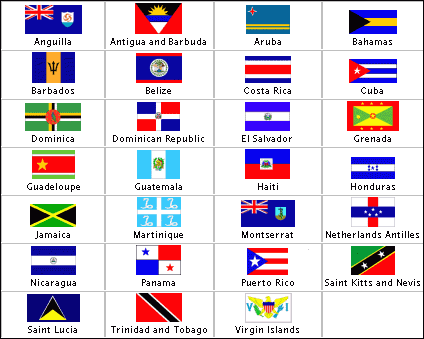 Anguilla
Antigua and Barbuda
Aruba
Bahamas
Barbados
Belize
Costa Rica
Cuba
Dominica
Dominican Republic
El Salvador
Grenada
Guadeloupe
Guatemala
Haiti
Honduras
Jamaica
Martinique
Montserrat
Netherlands Antilles
Nicaragua
Panama
Puerto Rico
Saint Kitts and Nevis
Saint Lucia
Trinidad and Tobago
V I
Virgin Islands